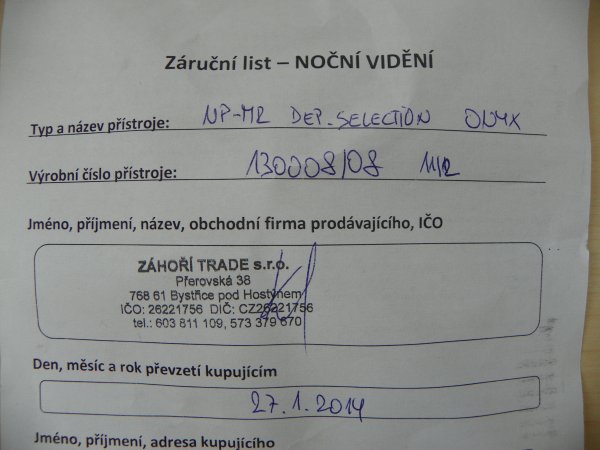 Záruční list – NOČNÍ VIDĚNÍ
Typ a název přístroje: NP-MR DEP-SELECTION ONYX
Výrobní číslo přístroje: 130008/08
Jméno, příjmení, název, obchodní firma prodávajícího, IČO
ZÁHOŘÍ TRADE s.r.o.
Přerovská 38
768 61 Bystřice pod Hostýnem
IČO: 26221756 DIČ: CZ26221756
tel.: 603 811 109, 573 379 670
Den, měsíc a rok převzetí kupujícím
27.1.2014
Jméno, příjmení, adresa kupujícího